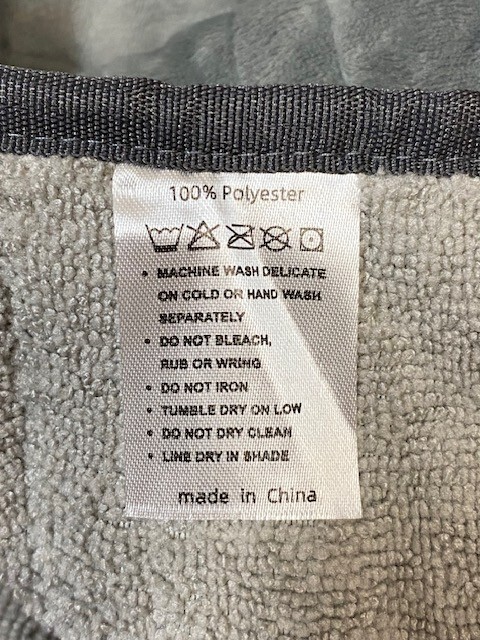 100% Polyester
• MACHINE WASH DELICATE
ON COLD OR HAND WASH
SEPARATELY
• DO NOT BLEACH,
RUB OR WRING
• DO NOT IRON
• TUMBLE DRY ON LOW
• DO NOT DRY CLEAN
• LINE DRY IN SHADE
made in China